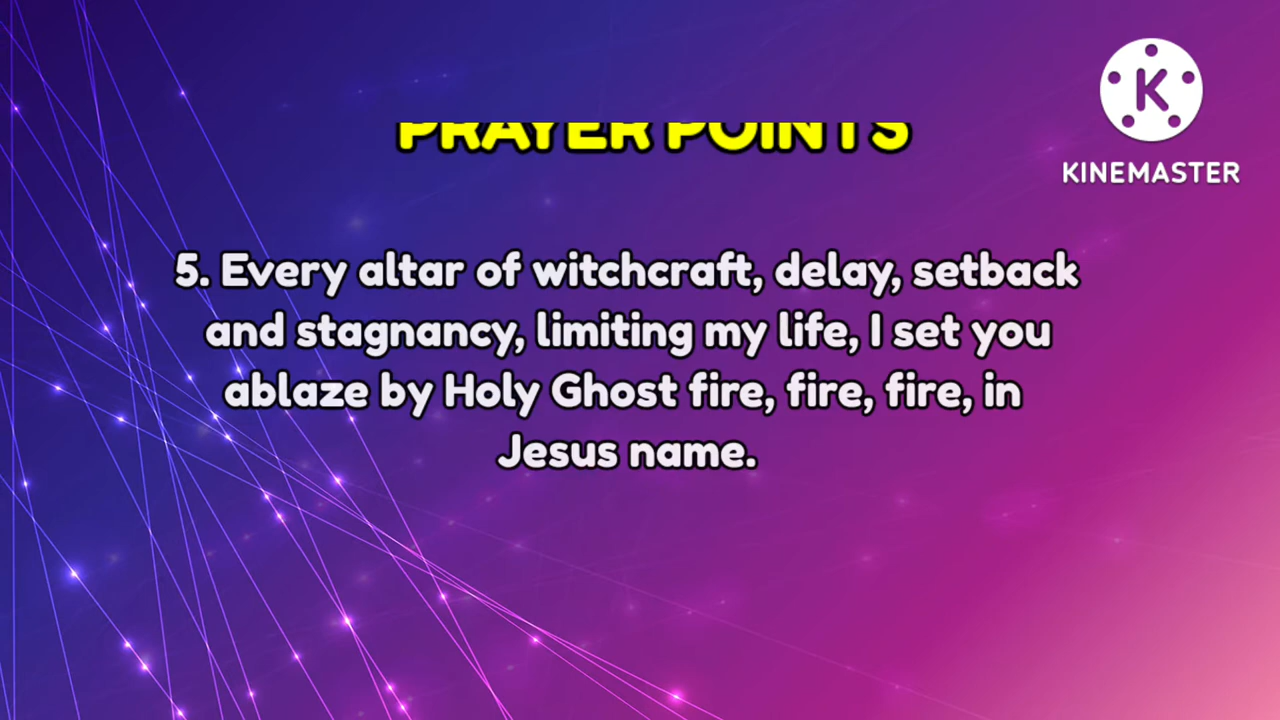 PRAYER POINTS
K
KINEMASTER
5. Every altar of witchcraft, delay, setback
and stagnancy, limiting my life, I set you
ablaze by Holy Ghost fire, fire, fire, in
Jesus name.